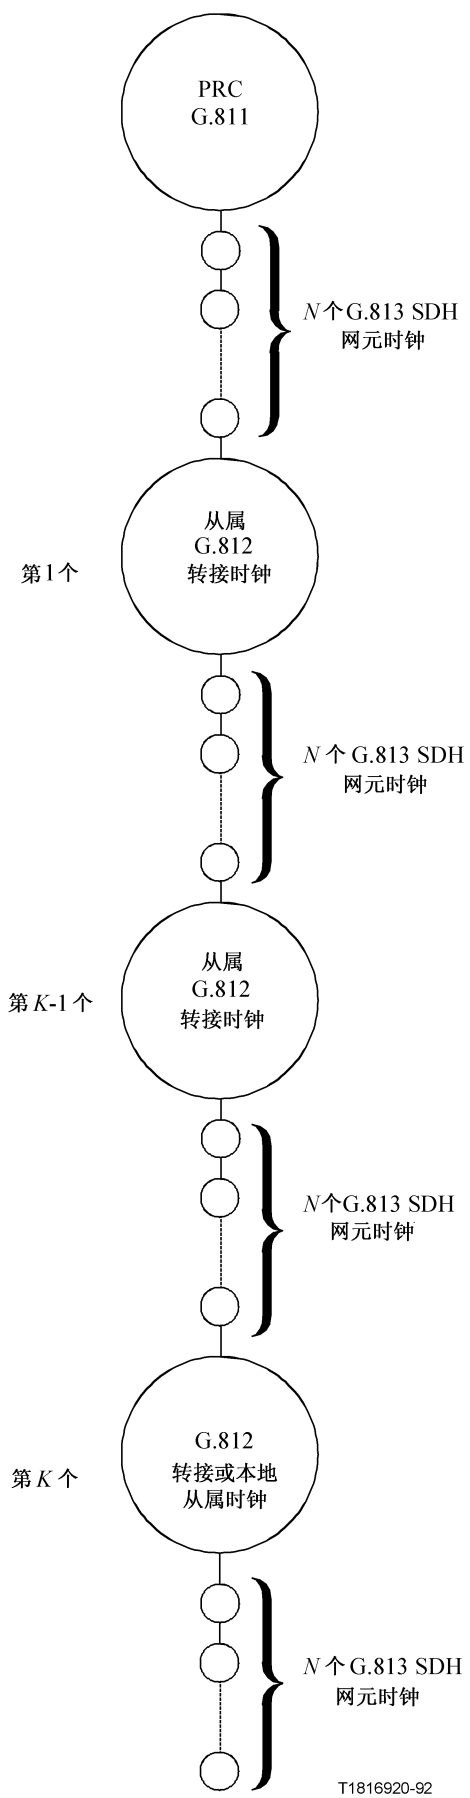 PRC
G.811
N个G.813 SDH
网元时钟
从属
G.812
转接时钟
第1个
N个G.813 SDH
网元时钟
从属
G.812
转接时钟
第K-1个
N个G.813 SDH
网元时钟
G.812
转接或本地
从属时钟
第K个
N个G.813 SDH
网元时钟
T1816920-92